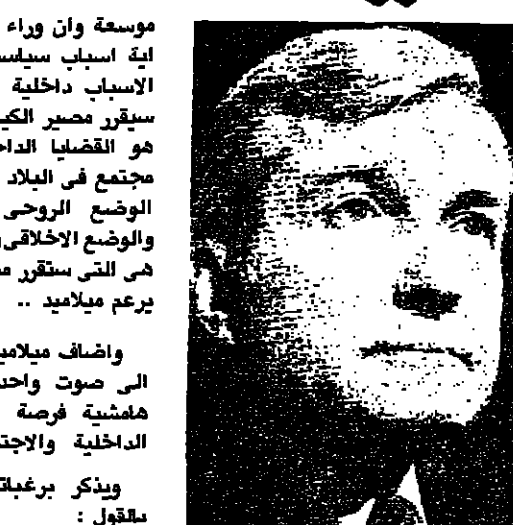 موسعة وان وراء
اية اسباب سياس
الاسباب داخلية
سيقرر مصير الكي
هو القضايا الداخ
مجتمع في البلاد
الوضع الروحي
والوضع الاخلاقي
هي التي ستقرر م
يرعم ميلاميد ..
واضاف ميلامي
الى صوت واحد
هامشية فرصة
الداخلية والاجت
ويذكر برغبات
بالقول :